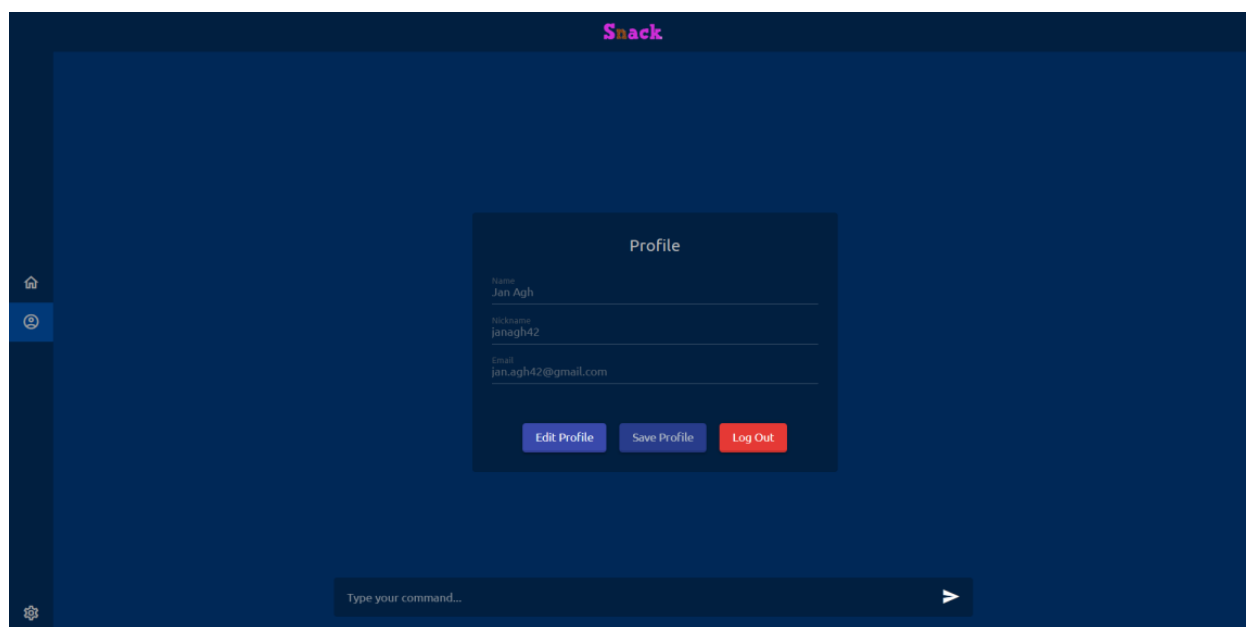 Snack
Profile
Name
Jan Agh
Nickname
janagh42
Email
jan.agh42@gmail.com
Edit Profile Save Profile Log Out
Type your command...